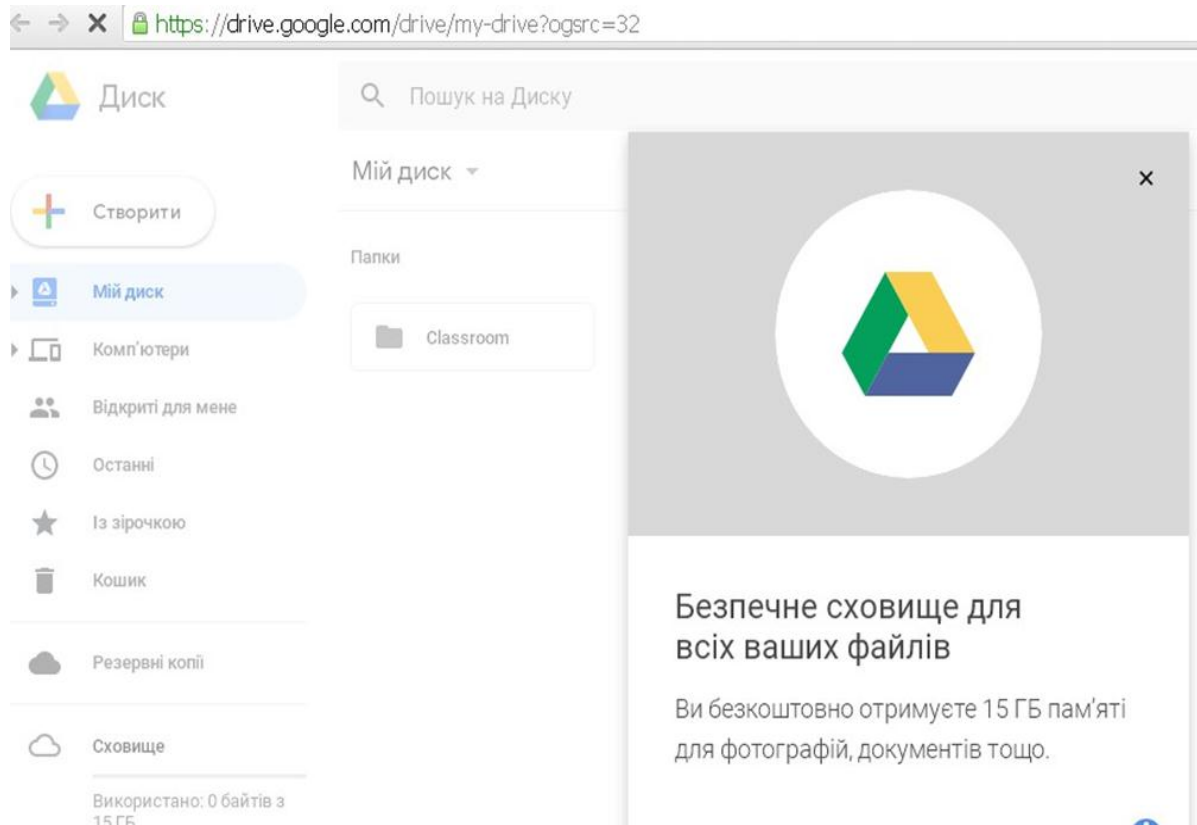 https://drive.google.com/drive/my-drive?ogsrc=32
Диск
Пошук на Диску
Мій диск
Створити
Папки
Мій диск
Classroom
Комп'ютери
Відкриті для мене
Останні
Із зірочкою
Кошик
Резервні копії
Сховище
Використано: 0 байтів з
15 ГБ
Безпечне сховище для
всіх ваших файлів
Ви безкоштовно отримуєте 15 ГБ пам'яті
для фотографій, документів тощо.